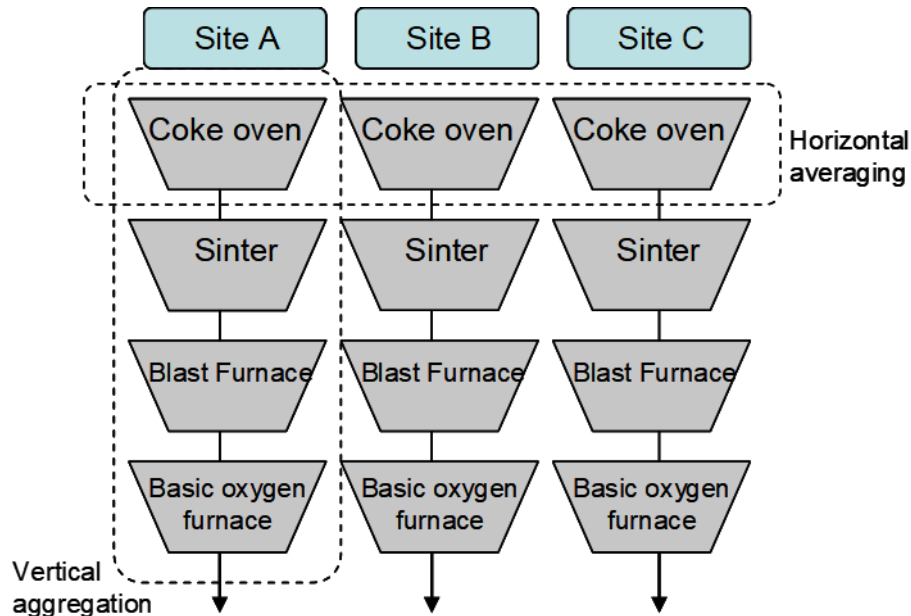 Site A
Site B
Site C
Coke oven
Coke oven
Coke oven
Horizontal
averaging
Sinter
Sinter
Sinter
Blast Furnace
Blast Furnace
Blast Furnace
Basic oxygen
furnace
Basic oxygen
furnace
Basic oxygen
furnace
Vertical
aggregation